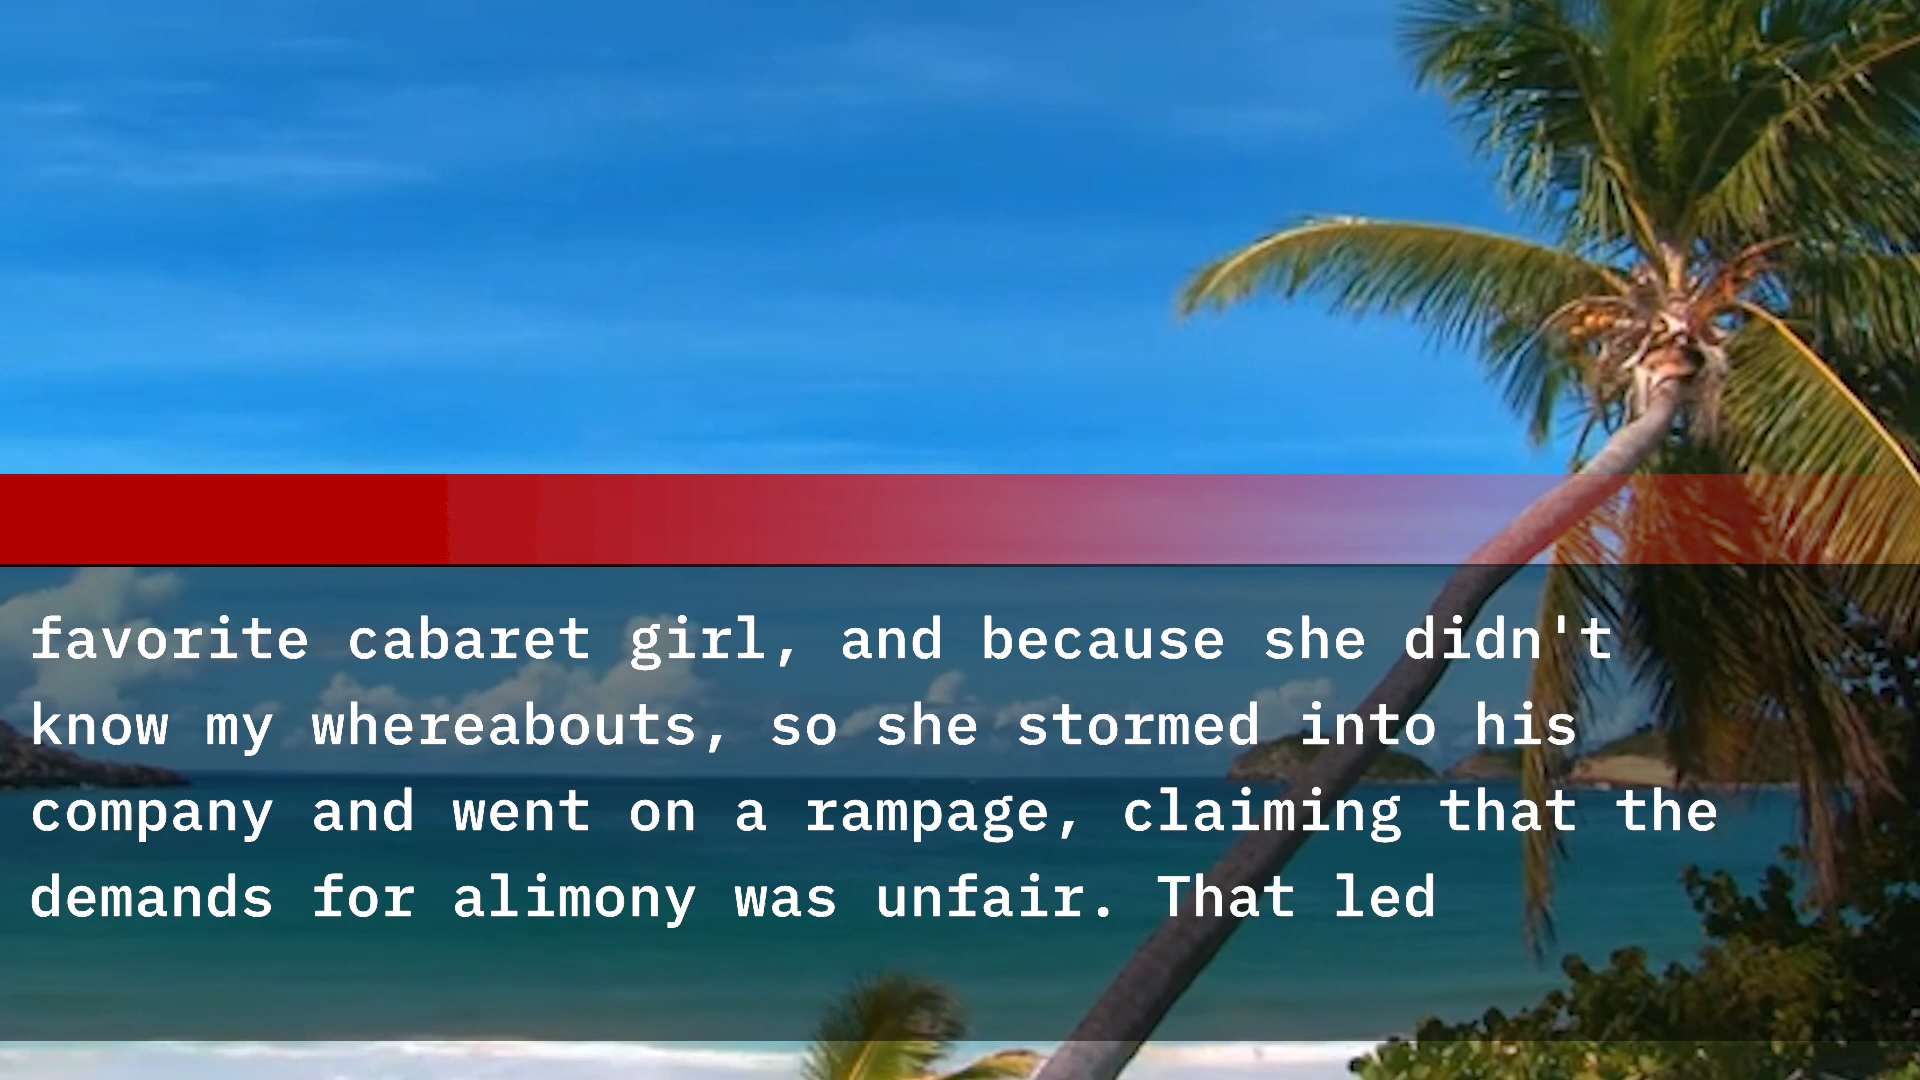 favorite cabaret girl, and because she didn't
know my whereabouts, so she stormed into his
company and went on a rampage, claiming that the
demands for alimony was unfair. That led